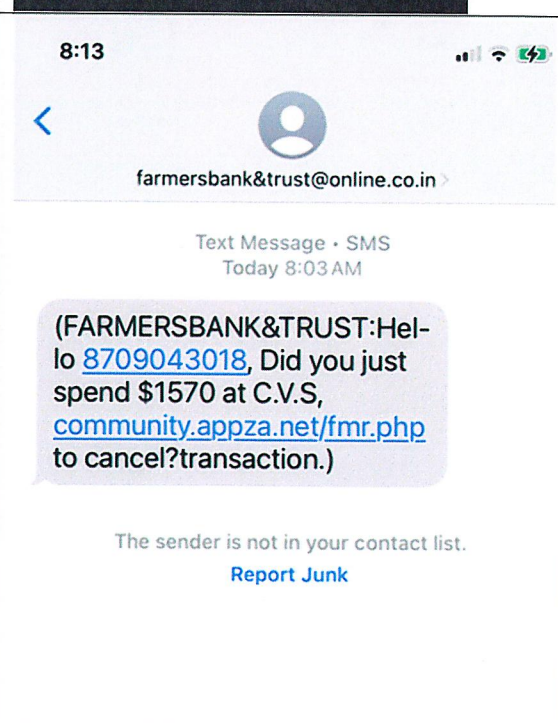 8:13
farmersbank&trust@online.co.in
Text Message • SMS
Today 8:03 AM
(FARMERSBANK&TRUST:Hel-
lo 8709043018, Did you just
spend $1570 at C.V.S,
community.appza.net/fmr.php
to cancel?transaction.)
The sender is not in your contact list.
Report Junk